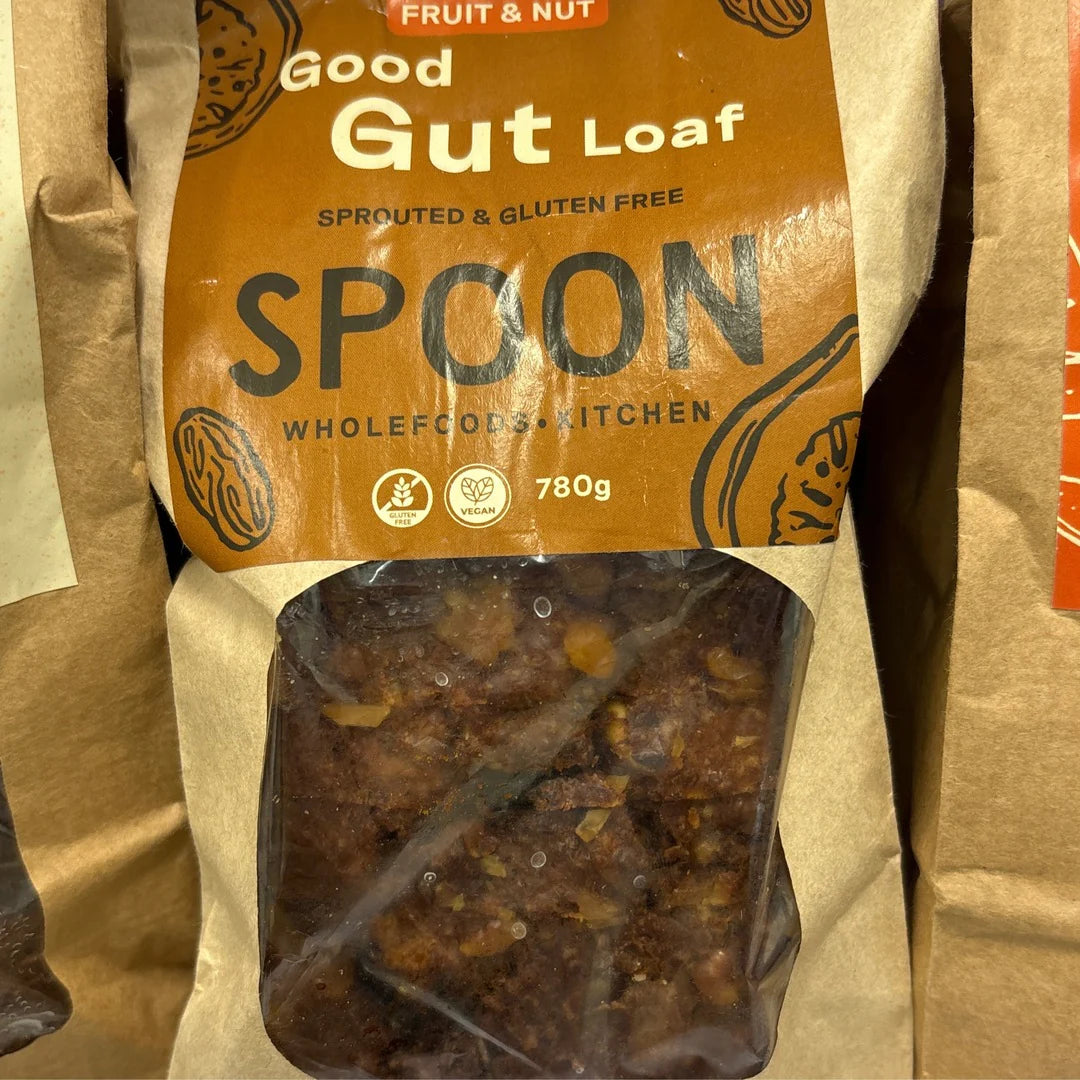 FRUIT & NUT
Good
Gut Loaf
SPROUTED & GLUTEN FREE
SPOON
WHOLEFOODS • KITCHEN
GLUTEN
FREE
VEGAN
780g